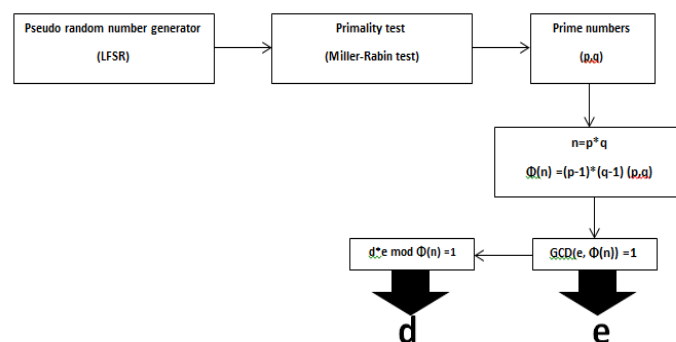 Pseudo random number generator
(LFSR)
Primality test
(Miller-Rabin test)
Prime numbers
(p,q)
n=p*q
Φ(n) =(p-1)*(q-1) (p,q)
d*e mod Φ(n) =1
GCD(e, Φ(n)) =1
d
e